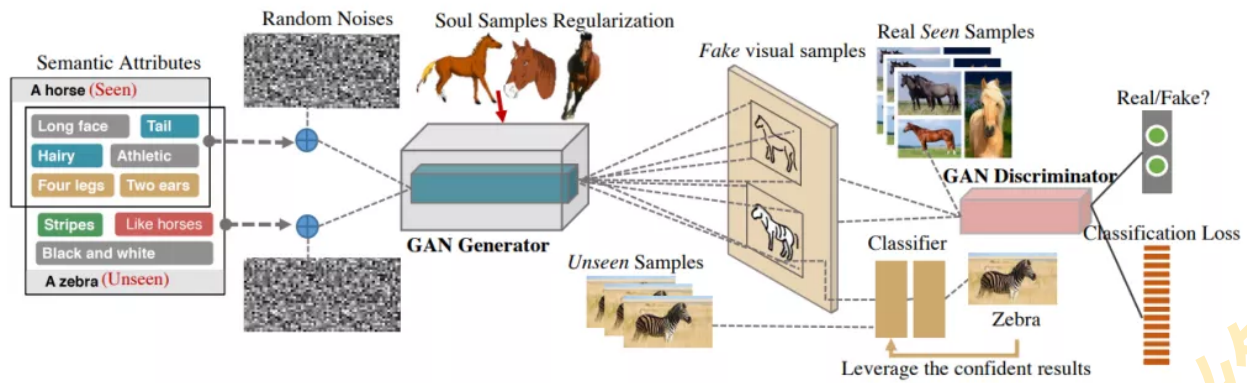 Random Noises
Soul Samples Regularization
Semantic Attributes
Fake visual samples
Real Seen Samples
A horse (Seen)
Long face
Tail
Hairy
Athletic
Four legs
Two ears
Stripes
Like horses
Black and white
A zebra (Unseen)
GAN Generator
Unseen Samples
Real/Fake?
GAN Discriminator
Classification Loss
Classifier
Zebra
Leverage the confident results